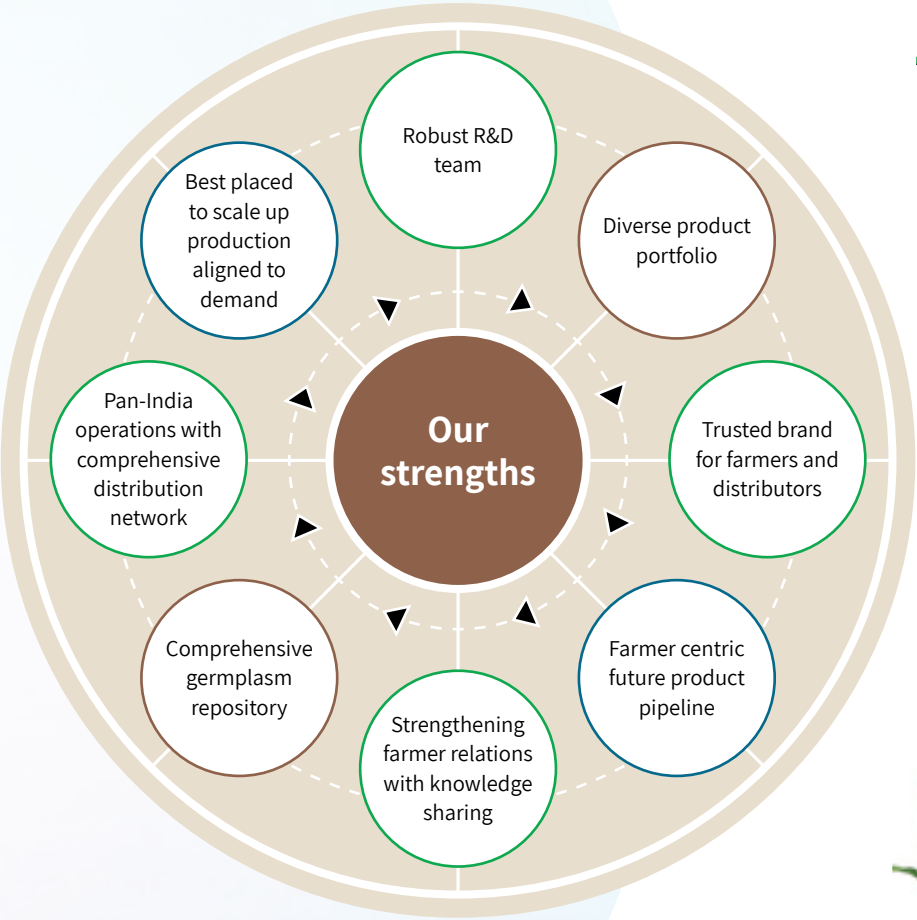 Our
strengths
Robust R&D
team
Diverse product
portfolio
Trusted brand
for farmers and
distributors
Farmer centric
future product
pipeline
Strengthening
farmer relations
with knowledge
sharing
Comprehensive
germplasm
repository
Pan-India
operations with
comprehensive
distribution
network
Best placed
to scale up
production
aligned to
demand